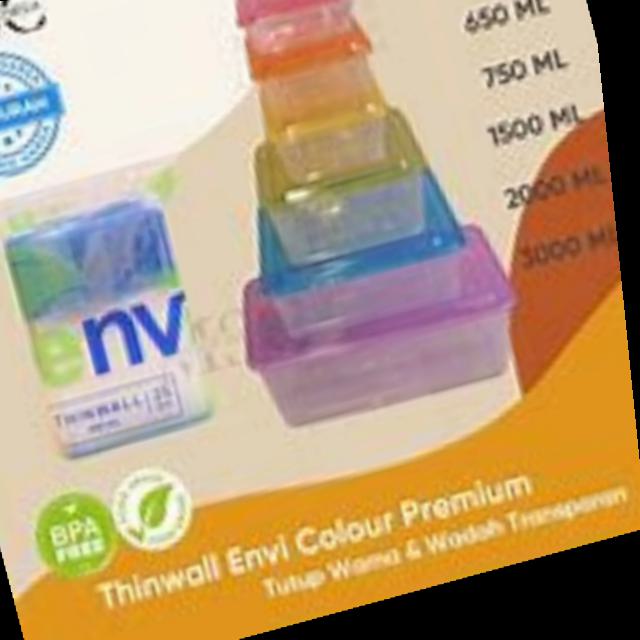 650 ML
750 ML
1500 ML
2000 ML
3000 ML
env
THINWALL 25
BPA
FREE
Thinwall Envi Colour Premium
Tutup Warna & Wadah Transparan